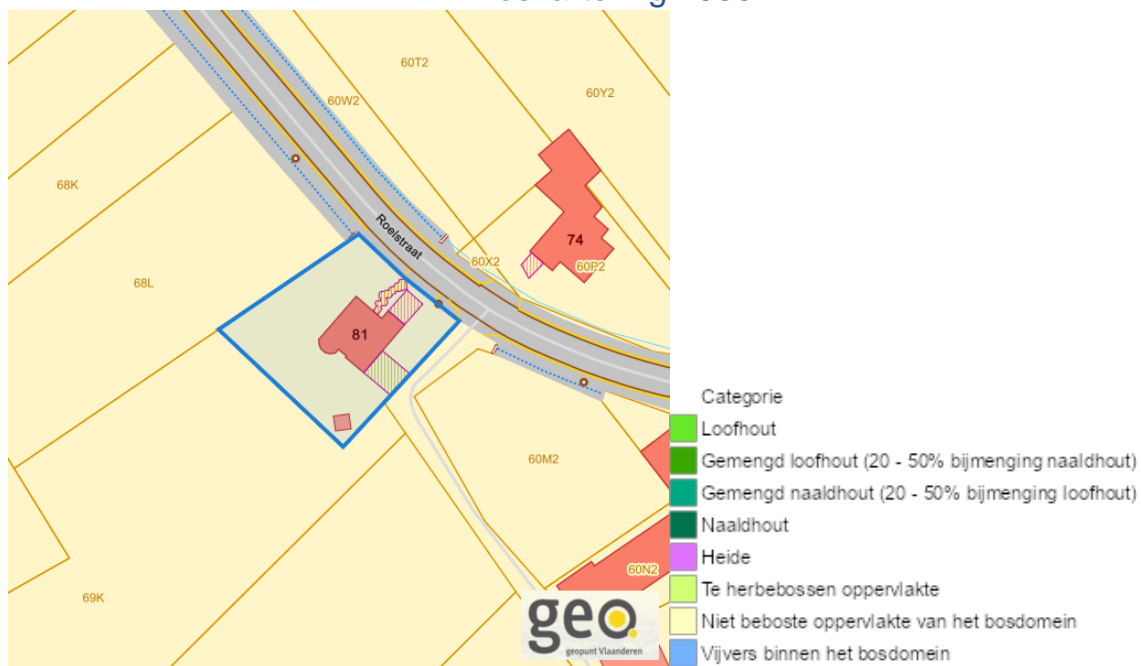 60T2
60W2
60Y2
68K
Roelstraat
74
60X2
60P2
68L
81
60M2
60N2
69K
geo.
geopunt Vlaanderen
Categorie
Loofhout
Gemengd loofhout (20 - 50% bijmenging naaldhout)
Gemengd naaldhout (20 - 50% bijmenging loofhout)
Naaldhout
Heide
Te herbebossen oppervlakte
Niet beboste oppervlakte van het bosdomein
Vijvers binnen het bosdomein